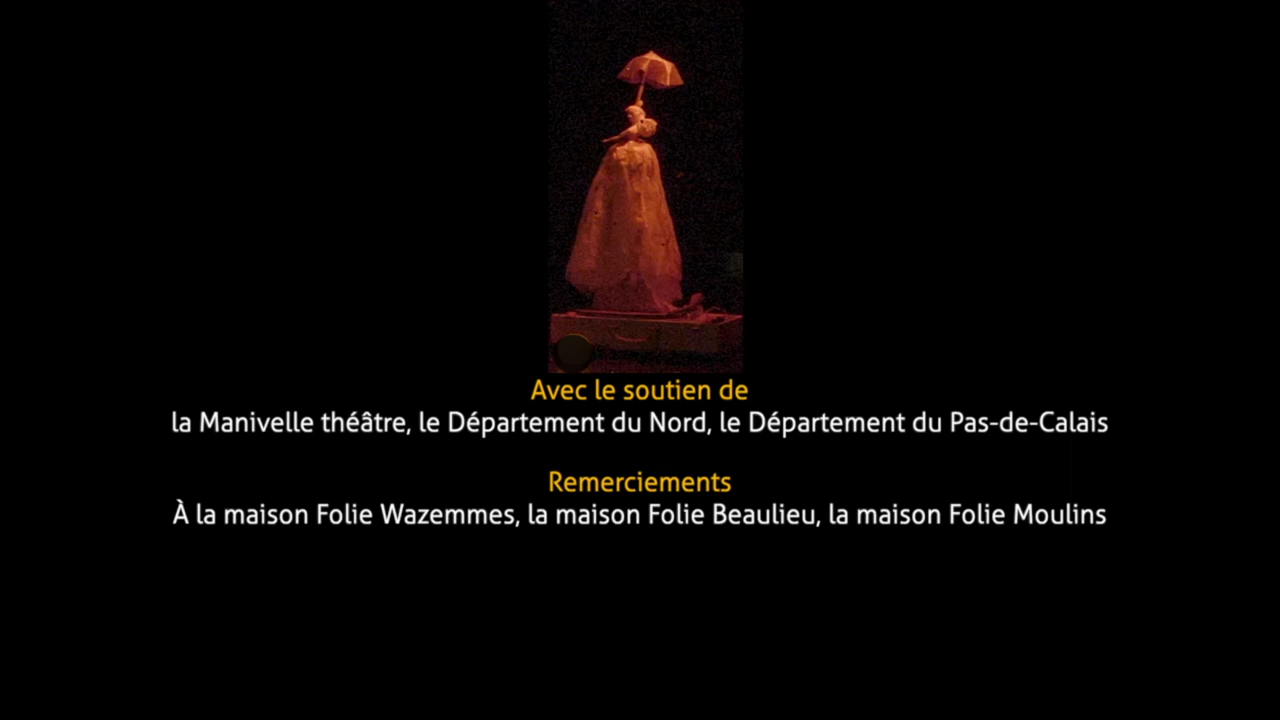 Avec le soutien de
la Manivelle théâtre, le Département du Nord, le Département du Pas-de-Calais
Remerciements
À la maison Folie Wazemmes, la maison Folie Beaulieu, la maison Folie Moulins